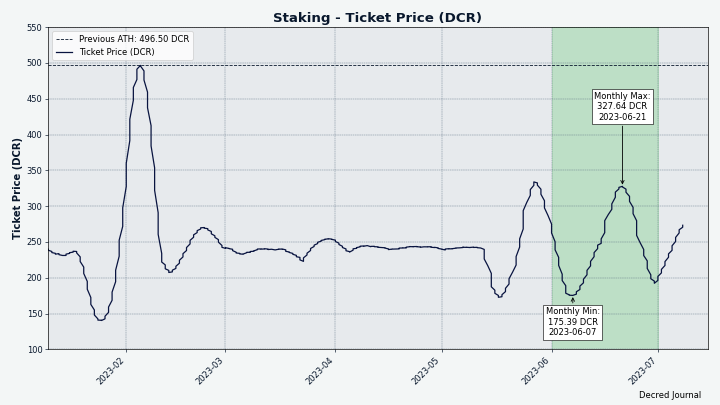 Staking - Ticket Price (DCR)
Previous ATH: 496.50 DCR
Ticket Price (DCR)
Ticket Price (DCR)
550
500
450
400
350
300
250
200
150
100
Monthly Max:
327.64 DCR
2023-06-21
Monthly Min:
175.39 DCR
2023-06-07
2023-02
2023-03
2023-04
2023-05
2023-06
2023-07
Decred Journal